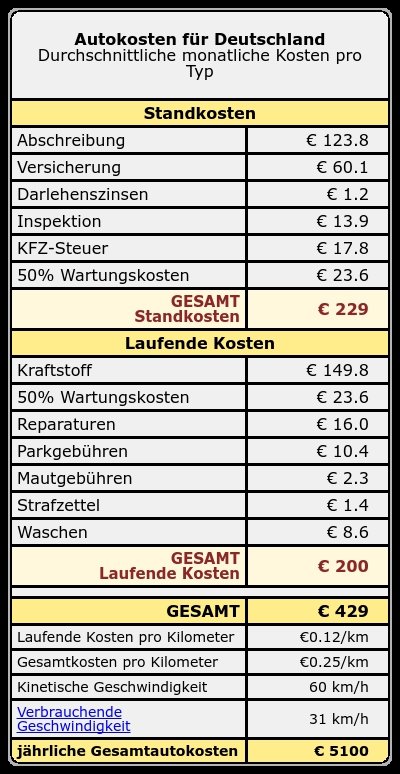 Autokosten für Deutschland
Durchschnittliche monatliche Kosten pro
Typ
Standkosten
Abschreibung € 123.8
Versicherung € 60.1
Darlehenszinsen € 1.2
Inspektion € 13.9
KFZ-Steuer € 17.8
50% Wartungskosten € 23.6
GESAMT
Standkosten € 229
Laufende Kosten
Kraftstoff € 149.8
50% Wartungskosten € 23.6
Reparaturen € 16.0
Parkgebühren € 10.4
Mautgebühren € 2.3
Strafzettel € 1.4
Waschen € 8.6
GESAMT
Laufende Kosten € 200
GESAMT € 429
Laufende Kosten pro Kilometer €0.12/km
Gesamtkosten pro Kilometer €0.25/km
Kinetische Geschwindigkeit 60 km/h
Verbrauchende
Geschwindigkeit 31 km/h
jährliche Gesamtautokosten € 5100